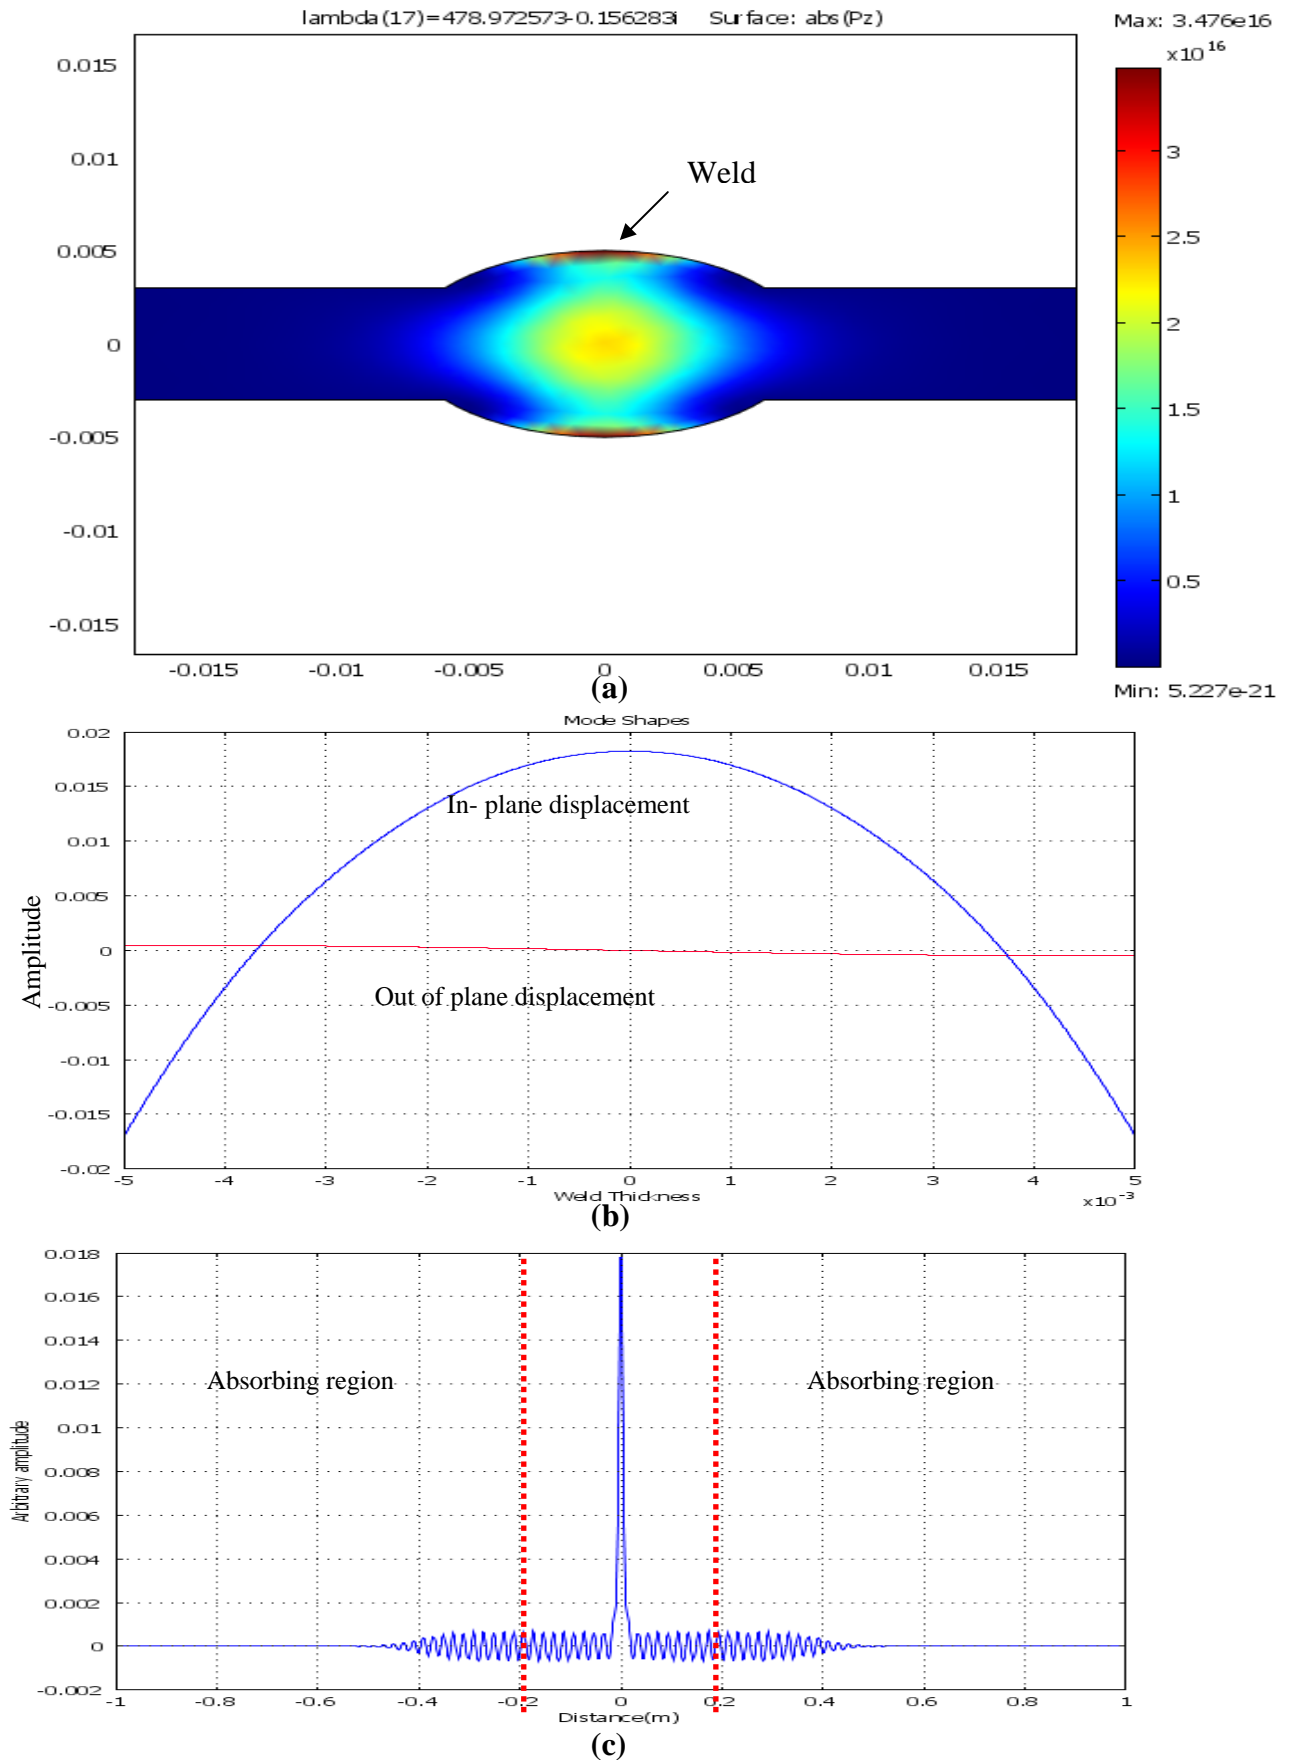 lambda(17)=478.972573-0.156283i Surface: abs(Pz) Max: 3.476e16
x10 16
0.015
0.01
0.005
0
-0.005
-0.01
-0.015
Weld
3
2.5
2
1.5
1
0.5
-0.015 -0.01 -0.005 0 0.005 0.01 0.015
Min: 5.227e-21
(a)
Mode Shapes
0.02
0.015
0.01
0.005
0
-0.005
-0.01
-0.015
-0.02
Amplitude
In- plane displacement
Out of plane displacement
-5 -4 -3 -2 -1 0 1 2 3 4 5
Weld Thickness x10 -3
(b)
0.018
0.016
0.014
0.012
0.01
0.008
0.006
0.004
0.002
0
-0.002
Arbitrary amplitude
Absorbing region Absorbing region
-1 -0.8 -0.6 -0.4 -0.2 0 0.2 0.4 0.6 0.8 1
Distance(m)
(c)